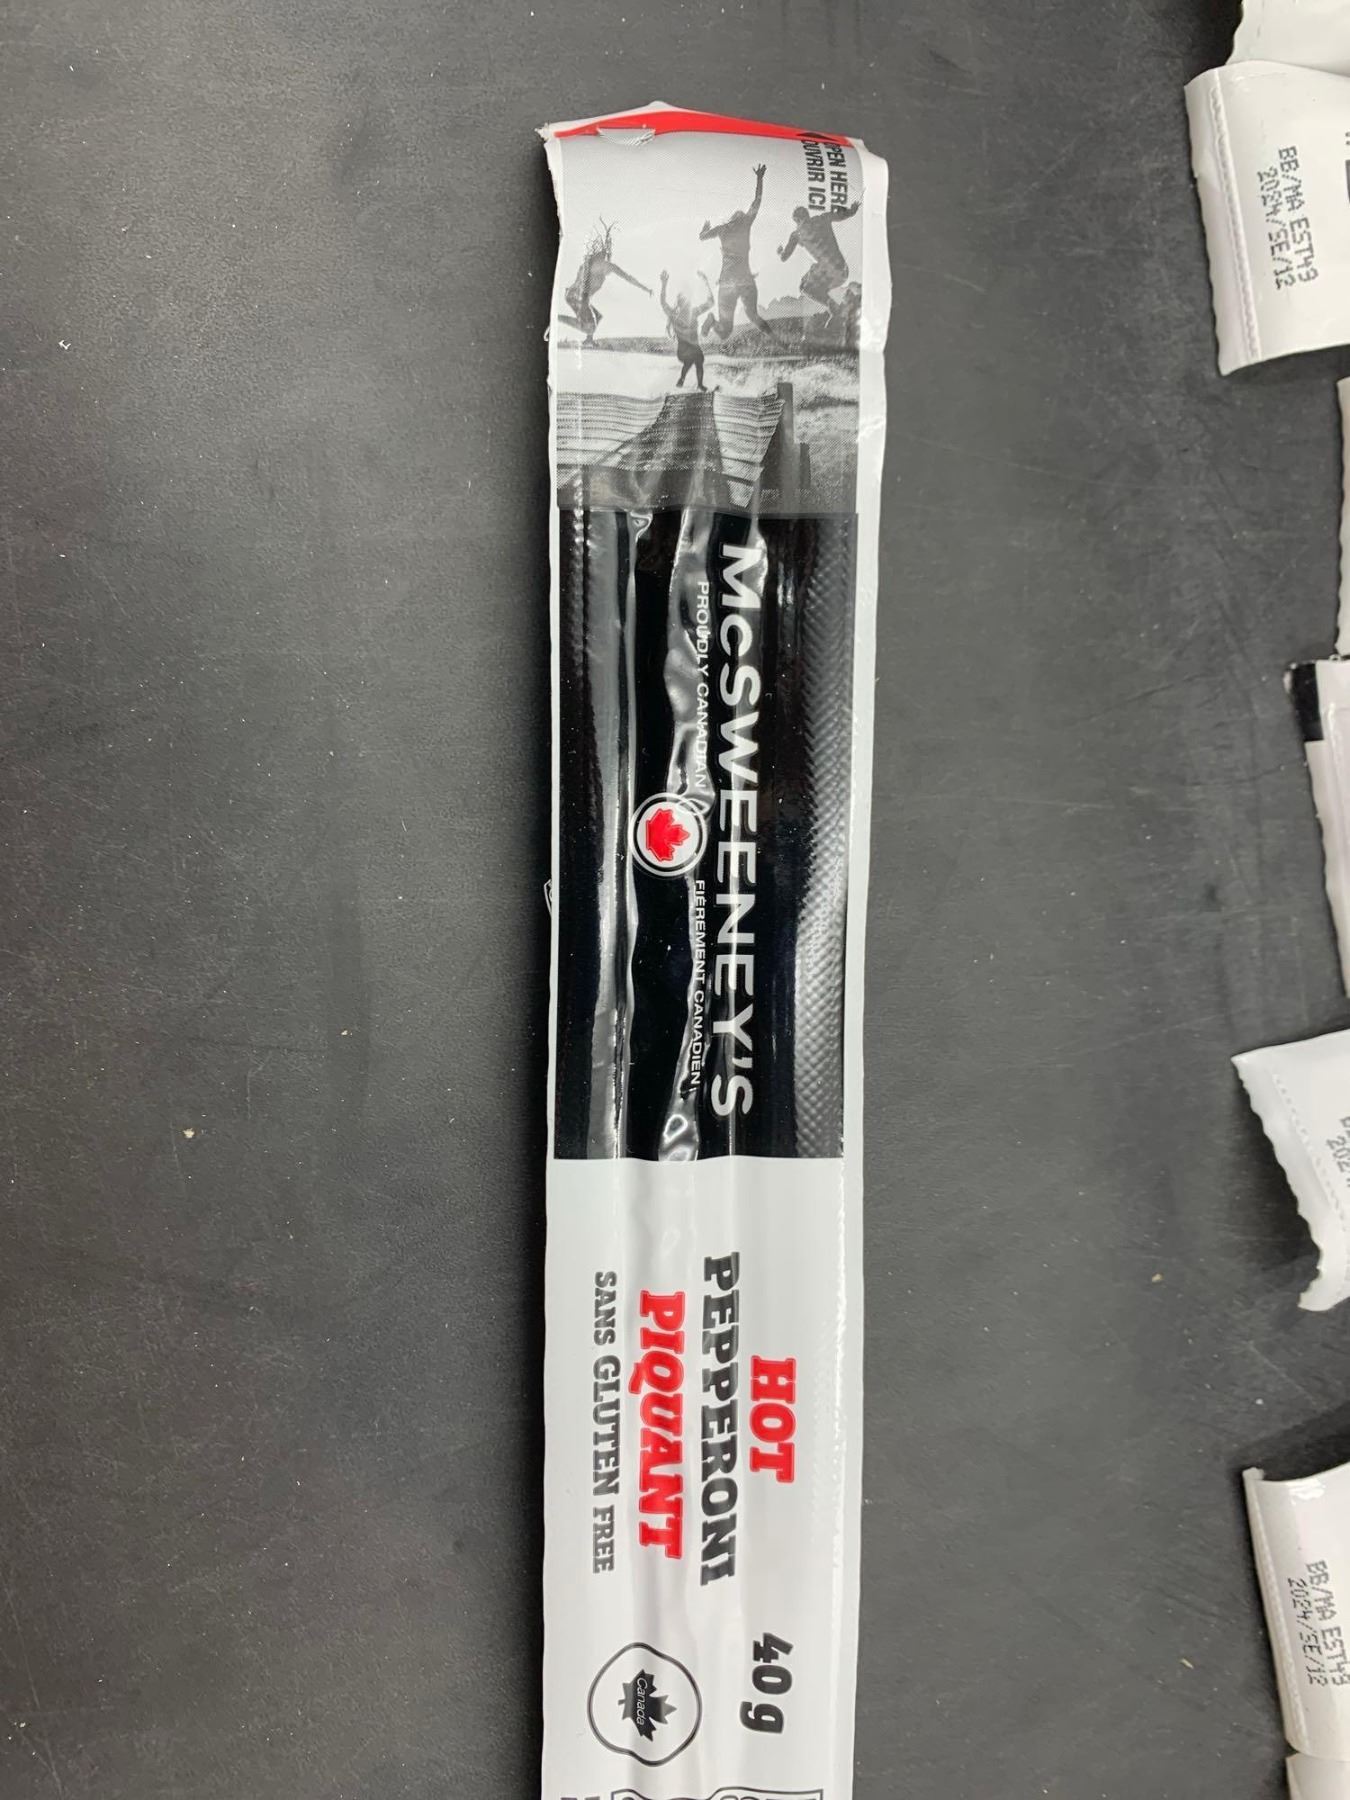 OPEN HERE
OUVRIR ICI
McSWEENEY'S
PROUDLY CANADIAN
FIÈREMENT CANADIEN
HOT
PEPPERONI
PIQUANT
SANS GLUTEN FREE
40 g
Canada
BB/MA EST49
2024/SE/12
BB/MA EST49
2024/SE/12